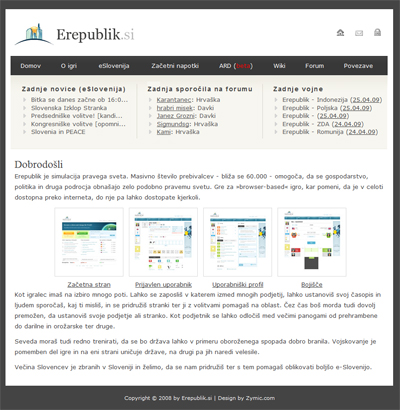 Erepublik.si
Domov O igri eSlovenija Začetni napotki ARD (beta) Wiki Forum Povezave
Zadnje novice (eSlovenija)
Bitka se danes začne ob 16:0...
Slovenska Izklop Stranka
Predsedniške volitve! [kandi...
Kongresniške volitve [opomni...
Slovenia in PEACE
Zadnja sporočila na forumu
Karantanec: Hrvaška
hrabri misek: Davki
Janez Grozni: Davki
Sigmundsg: Hrvaška
Kami: Hrvaška
Zadnje vojne
Erepublik - Indonezija (25.04.09)
Erepublik - Poljska (25.04.09)
Erepublik - (25.04.09)
Erepublik - ZDA (24.04.09)
Erepublik - Romunija (24.04.09)
Dobrodošli
Erepublik je simulacija pravega sveta. Masivno število prebivalcev - bliža se 60.000 - omogoča, da se gospodarstvo,
politika in druga podrocja obnašajo zelo podobno pravemu svetu. Gre za »browser-based« igro, kar pomeni, da je v celoti
dostopna preko interneta, do nje pa lahko dostopate kjerkoli.
Začetna stran Prijavljen uporabnik Uporabniški profil Bojišče
Kot igralec imaš na izbiro mnogo poti. Lahko se zaposliš v katerem izmed mnogih podjetij, lahko ustanoviš svoj časopis in
ljudem sporočaš, kaj ti misliš, in se pridružiš stranki ter ji z volitvami pomagaš na oblast. Čez čas boš morda tudi dovolj
premožen, da ustanoviš svoje podjetje ali stranko. Kot podjetnik se lahko odločiš med večimi panogami od prehrambene
do darilne in orožarske ter druge.
Seveda moraš tudi redno trenirati, da se bo država lahko v primeru oboroženega spopada dobro branila. Vojskovanje je
pomemben del igre in na eni strani uničuje države, na drugi pa jih naredi velesile.
Večina Slovencev je zbranih v Sloveniji in želimo, da se nam pridružiš ter s tem pomagaš oblikovati boljšo e-Slovenijo.
Copyright © 2008 by Erepublik.si | Design by Zymic.com